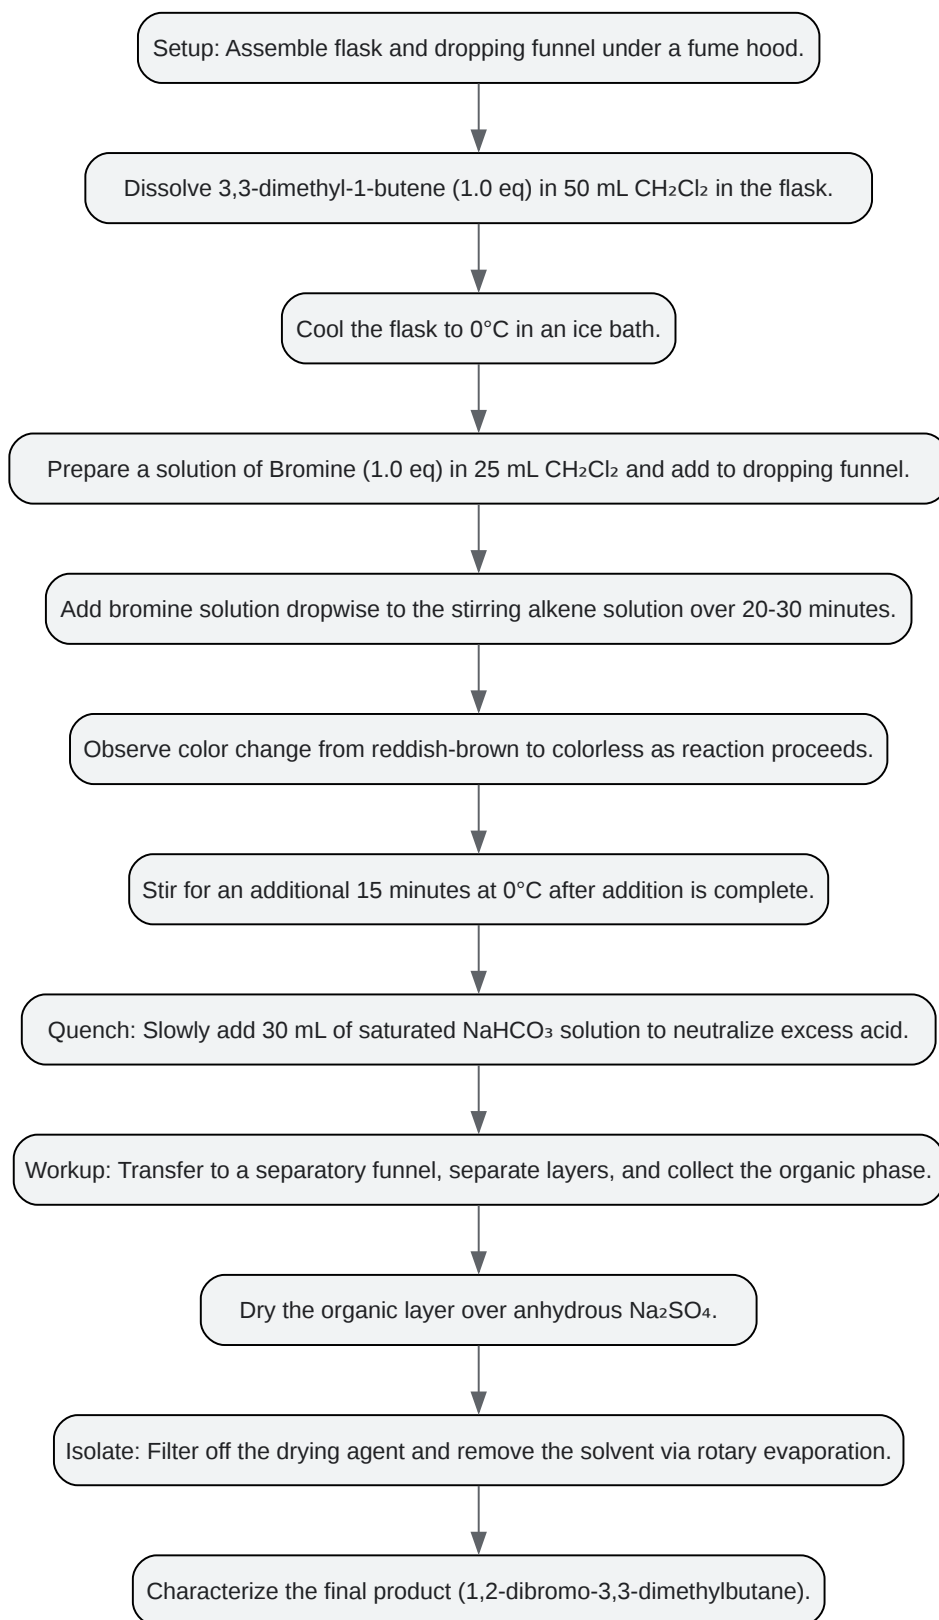 Setup: Assemble flask and dropping funnel under a fume hood.
Dissolve 3,3-dimethyl-1-butene (1.0 eq) in 50 mL CH₂Cl₂ in the flask.
Cool the flask to 0°C in an ice bath.
Prepare a solution of Bromine (1.0 eq) in 25 mL CH₂Cl₂ and add to dropping funnel.
Add bromine solution dropwise to the stirring alkene solution over 20-30 minutes.
Observe color change from reddish-brown to colorless as reaction proceeds.
Stir for an additional 15 minutes at 0°C after addition is complete.
Quench: Slowly add 30 mL of saturated NaHCO₃ solution to neutralize excess acid.
Workup: Transfer to a separatory funnel, separate layers, and collect the organic phase.
Dry the organic layer over anhydrous Na₂SO₄.
Isolate: Filter off the drying agent and remove the solvent via rotary evaporation.
Characterize the final product (1,2-dibromo-3,3-dimethylbutane).